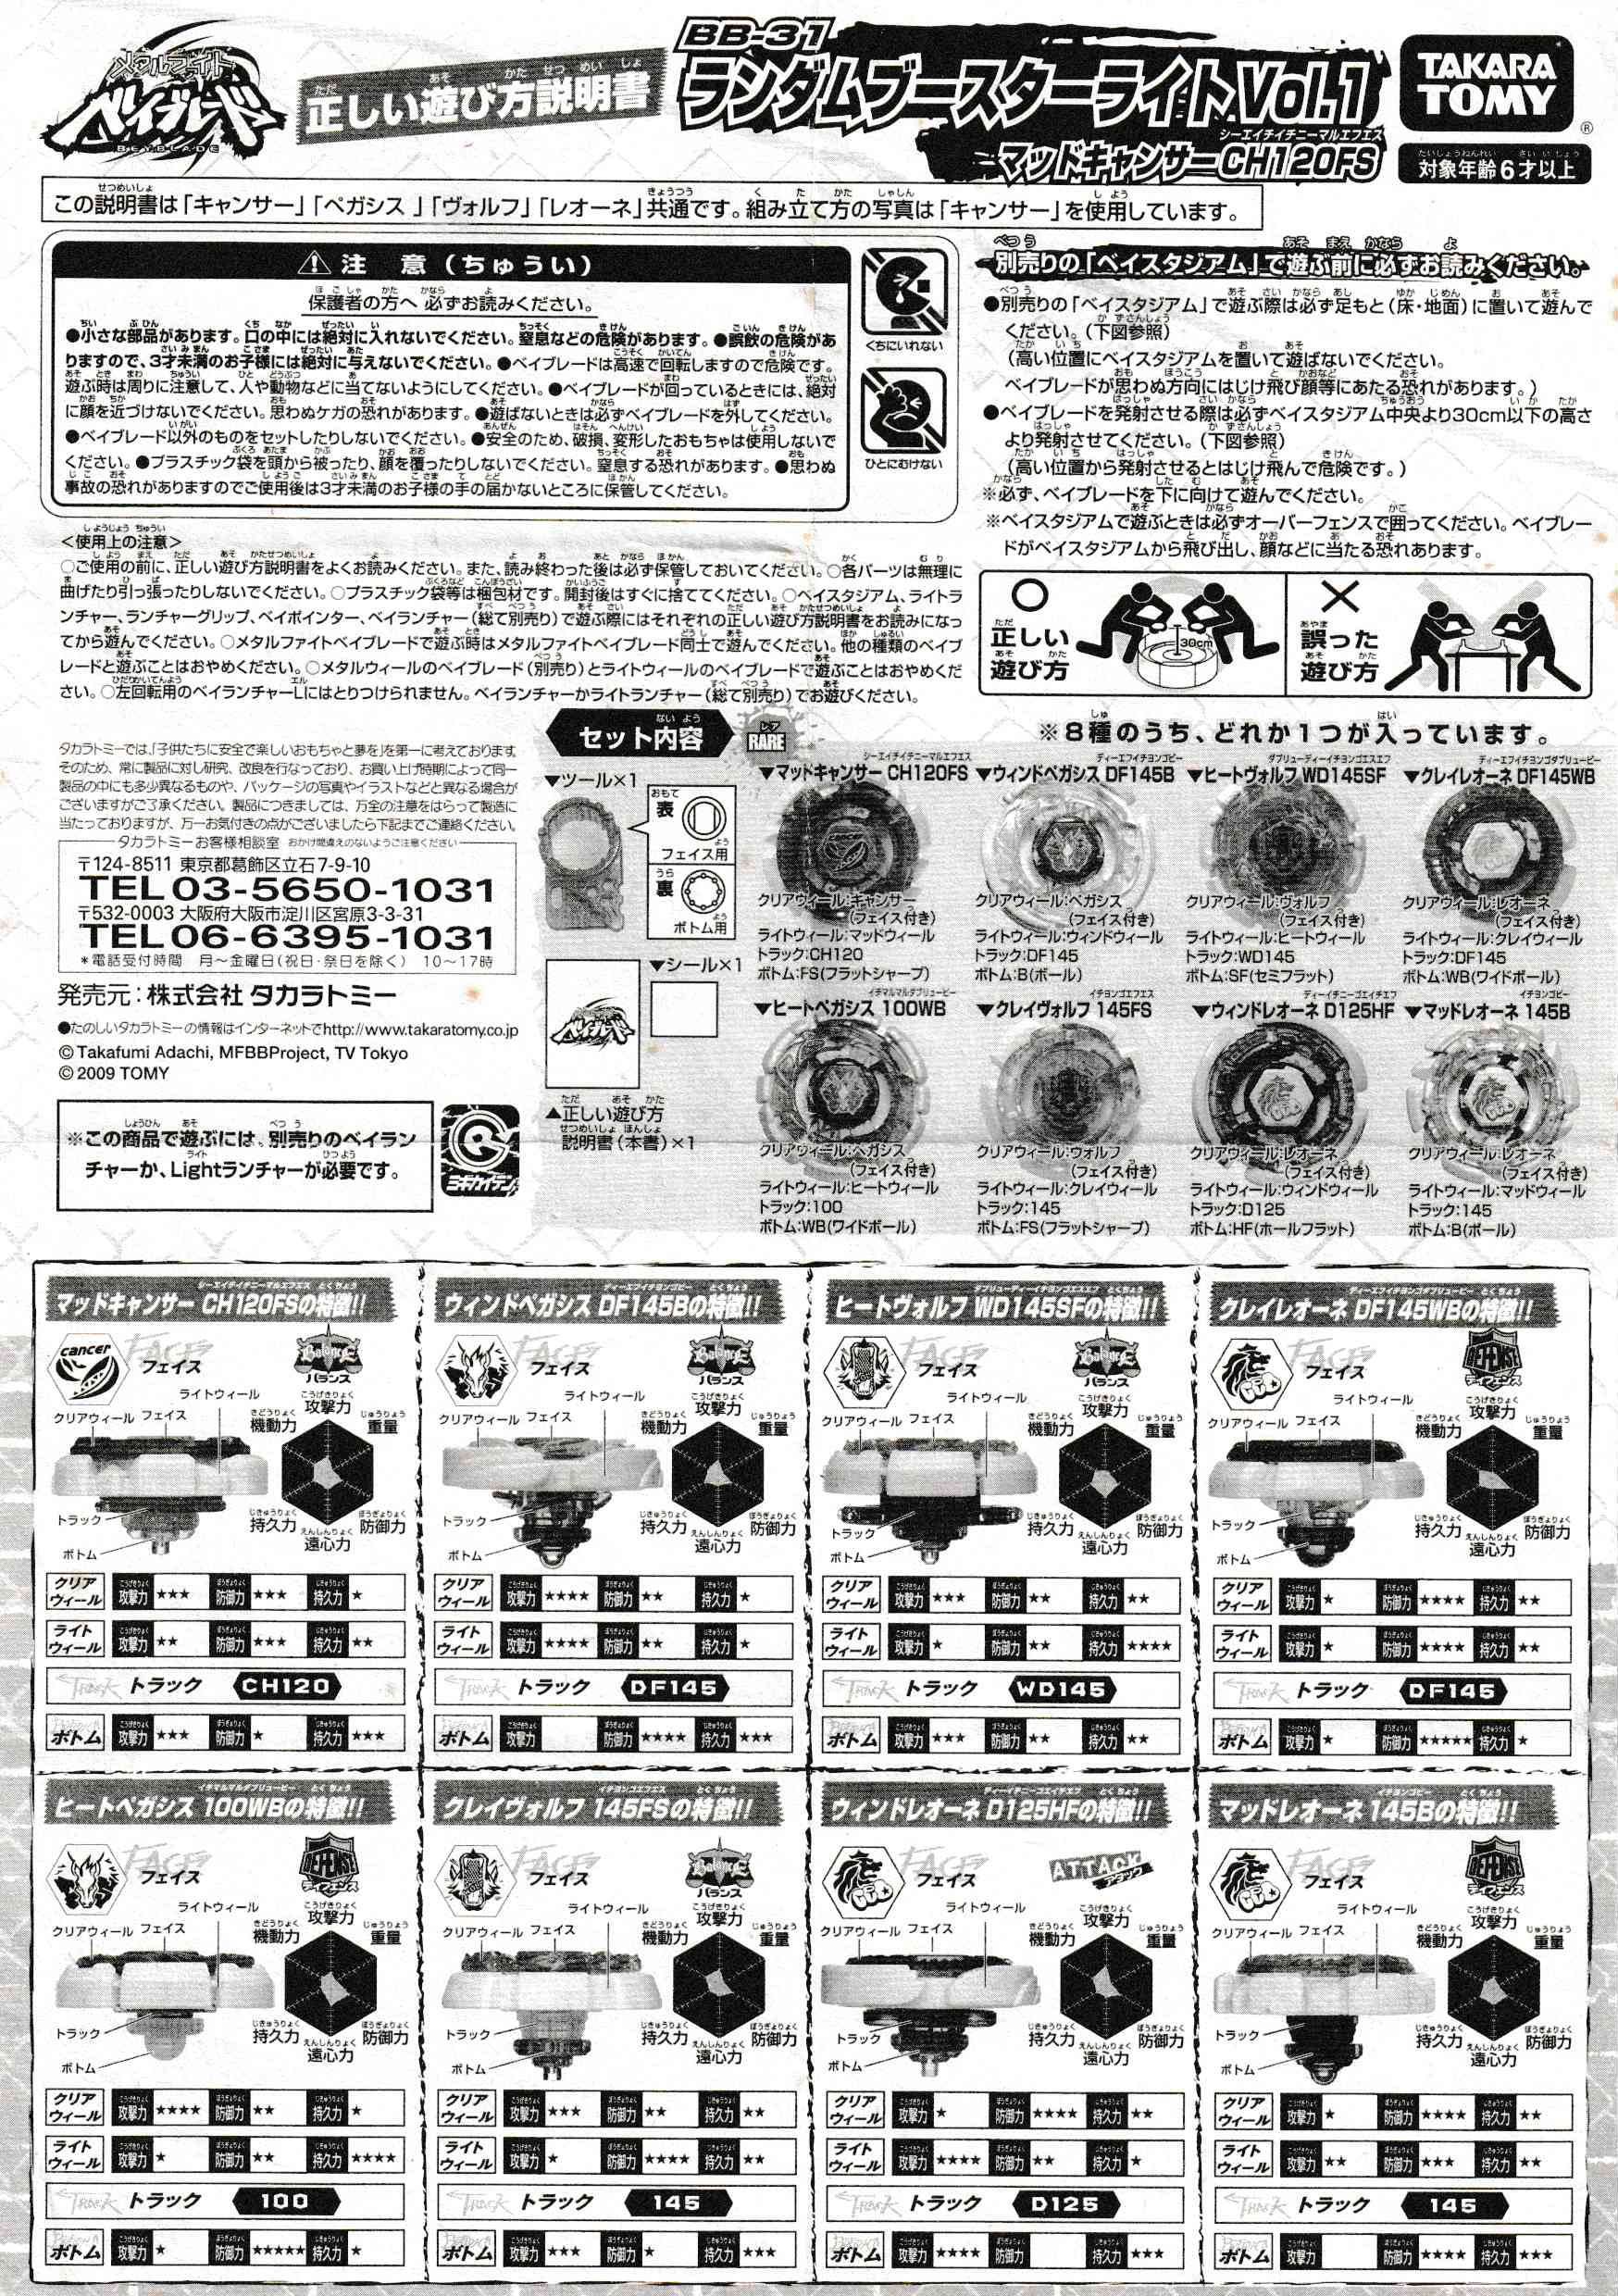 メタルファイト
ベイブレード
BEYBLADE
正しい遊び方説明書
BB-31
ランダムブースターライトVol.1
シーエイチイチニーマルエフエス
マッドキャンサーCH120FS
TAKARA
TOMY
®
対象年齢6才以上
この説明書は「キャンサー」「ペガシス」「ヴォルフ」「レオーネ」共通です。組み立て方の写真は「キャンサー」を使用しています。
注 意(ちゅうい)
保護者の方へ 必ずお読みください。
●小さな部品があります。口の中には絶対に入れないでください。窒息などの危険があります。●誤飲の危険があ
りますので、3才未満のお子様には絶対に与えないでください。●ベイブレードは高速で回転しますので危険です。
遊ぶ時は周りに注意して、人や動物などに当てないようにしてください。●ベイブレードが回っているときには、絶対
に顔を近づけないでください。思わぬケガの恐れがあります。●遊ばないときは必ずベイブレードを外してください。
●ベイブレード以外のものをセットしたりしないでください。●安全のため、破損、変形したおもちゃは使用しないで
ください。●プラスチック袋を頭から被ったり、顔を覆ったりしないでください。窒息する恐れがあります。●思わぬ
事故の恐れがありますのでご使用後は3才未満のお子様の手の届かないところに保管してください。
くちにいれない
ひとにむけない
別売りの「ベイスタジアム」で遊ぶ前に必ずお読みください。
●別売りの「ベイスタジアム」で遊ぶ際は必ず足もと(床・地面)に置いて遊んで
ください。(下図参照)
(高い位置にベイスタジアムを置いて遊ばないでください。
ベイブレードが思わぬ方向にはじけ飛び顔等にあたる恐れがあります。)
●ベイブレードを発射させる際は必ずベイスタジアム中央より30cm以下の高さ
より発射させてください。(下図参照)
(高い位置から発射させるとはじけ飛んで危険です。)
※必ず、ベイブレードを下に向けて遊んでください。
※ベイスタジアムで遊ぶときは必ずオーバーフェンスで囲ってください。ベイブレー
ドがベイスタジアムから飛び出し、顔などに当たる恐れあります。
○
正しい
遊び方
30cm
×
誤った
遊び方
<使用上の注意>
○ご使用の前に、正しい遊び方説明書をよくお読みください。また、読み終わった後は必ず保管しておいてください。○各パーツは無理に
曲げたり引っ張ったりしないでください。○プラスチック袋等は梱包材です。開封後はすぐに捨ててください。○ベイスタジアム、ライトラ
ンチャー、ランチャーグリップ、ベイポインター、ベイランチャー(総て別売り)で遊ぶ際にはそれぞれの正しい遊び方説明書をお読みになっ
てから遊んでください。○メタルファイトベイブレードで遊ぶ時はメタルファイトベイブレード同士で遊んでください。他の種類のベイブ
レードと遊ぶことはおやめください。○メタルウィールのベイブレード(別売り)とライトウィールのベイブレードで遊ぶことはおやめくだ
さい。○左回転用のベイランチャーLにはとりつけられません。ベイランチャーかライトランチャー(総て別売り)でお遊びください。
タカラトミーでは、「子供たちに安全で楽しいおもちゃと夢を」を第一に考えております
そのため、常に製品に対し研究、改良を行なっており、お買い上げ時期によって同一
製品の中にも多少異なるものや、パッケージの写真やイラストなどと異なる場合が
ございますがご了承ください。製品につきましては、万全の注意をはらって製造に
当たっておりますが、万一お気付きの点がございましたら下記までご連絡ください。
タカラトミーお客様相談室 おかけ間違えのないようご注意ください
〒124-8511 東京都葛飾区立石7-9-10
TEL 03-5650-1031
〒532-0003 大阪府大阪市淀川区宮原3-3-31
TEL 06-6395-1031
*電話受付時間 月~金曜日(祝日・祭日を除く) 10~17時
発売元:株式会社 タカラトミー
●たのしいタカラトミーの情報はインターネットでhttp://www.takaratomy.co.jp
© Takafumi Adachi, MFBBProject, TV Tokyo
© 2009 TOMY
※この商品で遊ぶには、別売りのベイラン
チャーか、Lightランチャーが必要です。
ミギカイテン
セット内容
レア
RARE
※8種のうち、どれか1つが入っています。
▼ツール×1
表
フェイス用
裏
ボトム用
▼シール×1
▲正しい遊び方
説明書(本書)×1
▼マッドキャンサー CH120FS
クリアウィール:キャンサー
(フェイス付き)
ライトウィール:マッドウィール
トラック:CH120
ボトム:FS(フラットシャープ)
▼ウィンドペガシス DF145B
クリアウィール:ペガシス
(フェイス付き)
ライトウィール:ウィンドウィール
トラック:DF145
ボトム:B(ボール)
▼ヒートヴォルフ WD145SF
クリアウィール:ヴォルフ
(フェイス付き)
ライトウィール:ヒートウィール
トラック:WD145
ボトム:SF(セミフラット)
▼クレイレオーネ DF145WB
クリアウィール:レオーネ
(フェイス付き)
ライトウィール:クレイウィール
トラック:DF145
ボトム:WB(ワイドボール)
▼ヒートペガシス 100WB
クリアウィール:ペガシス
(フェイス付き)
ライトウィール:ヒートウィール
トラック:100
ボトム:WB(ワイドボール)
▼クレイヴォルフ 145FS
クリアウィール:ヴォルフ
(フェイス付き)
ライトウィール:クレイウィール
トラック:145
ボトム:FS(フラットシャープ)
▼ウィンドレオーネ D125HF
クリアウィール:レオーネ
(フェイス付き)
ライトウィール:ウィンドウィール
トラック:D125
ボトム:HF(ホールフラット)
▼マッドレオーネ 145B
クリアウィール:レオーネ
(フェイス付き)
ライトウィール:マッドウィール
トラック:145
ボトム:B(ボール)
マッドキャンサー CH120FSの特徴!!
cancer
FACE フェイス
Balance
バランス
ライトウィール
クリアウィール フェイス
トラック
ボトム
攻撃力
機動力 重量
持久力 防御力
遠心力
クリアウィール 攻撃力 ★★★ 防御力 ★★★ 持久力 ★
ライトウィール 攻撃力 ★★ 防御力 ★★★ 持久力 ★★
TRACK トラック CH120
ボトム 攻撃力 ★★★ 防御力 ★ 持久力 ★★★
ウィンドペガシス DF145Bの特徴!!
FACE フェイス
Balance
バランス
ライトウィール
クリアウィール フェイス
トラック
ボトム
攻撃力
機動力 重量
持久力 防御力
遠心力
クリアウィール 攻撃力 ★★★★ 防御力 ★★ 持久力 ★
ライトウィール 攻撃力 ★★★★ 防御力 ★★ 持久力 ★
TRACK トラック DF145
ボトム 攻撃力 防御力 ★★★★ 持久力 ★★★
ヒートヴォルフ WD145SFの特徴!!
FACE フェイス
Balance
バランス
ライトウィール
クリアウィール フェイス
トラック
ボトム
攻撃力
機動力 重量
持久力 防御力
遠心力
クリアウィール 攻撃力 ★★★ 防御力 ★★ 持久力 ★★
ライトウィール 攻撃力 ★ 防御力 ★★ 持久力 ★★★★
TRACK トラック WD145
ボトム 攻撃力 ★★★ 防御力 ★★ 持久力 ★★
クレイレオーネ DF145WBの特徴!!
FACE フェイス
DEFENSE
ディフェンス
ライトウィール
クリアウィール フェイス
トラック
ボトム
攻撃力
機動力 重量
持久力 防御力
遠心力
クリアウィール 攻撃力 ★ 防御力 ★★★★ 持久力 ★★
ライトウィール 攻撃力 ★ 防御力 ★★★★ 持久力 ★★
TRACK トラック DF145
ボトム 攻撃力 ★ 防御力 ★★★★★ 持久力 ★
ヒートペガシス 100WBの特徴!!
FACE フェイス
DEFENSE
ディフェンス
ライトウィール
クリアウィール フェイス
トラック
ボトム
攻撃力
機動力 重量
持久力 防御力
遠心力
クリアウィール 攻撃力 ★★★★ 防御力 ★★ 持久力 ★
ライトウィール 攻撃力 ★ 防御力 ★★ 持久力 ★★★★
TRACK トラック 100
ボトム 攻撃力 ★ 防御力 ★★★★★ 持久力 ★
クレイヴォルフ 145FSの特徴!!
FACE フェイス
Balance
バランス
ライトウィール
クリアウィール フェイス
トラック
ボトム
攻撃力
機動力 重量
持久力 防御力
遠心力
クリアウィール 攻撃力 ★★★ 防御力 ★★ 持久力 ★★
ライトウィール 攻撃力 ★ 防御力 ★★★★ 持久力 ★★
TRACK トラック 145
ボトム 攻撃力 ★★★ 防御力 ★ 持久力 ★★★
ウィンドレオーネ D125HFの特徴!!
FACE フェイス
ATTACK
アタック
ライトウィール
クリアウィール フェイス
トラック
ボトム
攻撃力
機動力 重量
持久力 防御力
遠心力
クリアウィール 攻撃力 ★ 防御力 ★★★★ 持久力 ★★
ライトウィール 攻撃力 ★★★★ 防御力 ★★ 持久力 ★
TRACK トラック D125
ボトム 攻撃力 ★★★★ 防御力 持久力 ★★★
マッドレオーネ 145Bの特徴!!
FACE フェイス
DEFENSE
ディフェンス
ライトウィール
クリアウィール フェイス
トラック
ボトム
攻撃力
機動力 重量
持久力 防御力
遠心力
クリアウィール 攻撃力 ★ 防御力 ★★★★ 持久力 ★★
ライトウィール 攻撃力 ★★ 防御力 ★★★ 持久力 ★★
TRACK トラック 145
ボトム 攻撃力 防御力 ★★★★ 持久力 ★★★